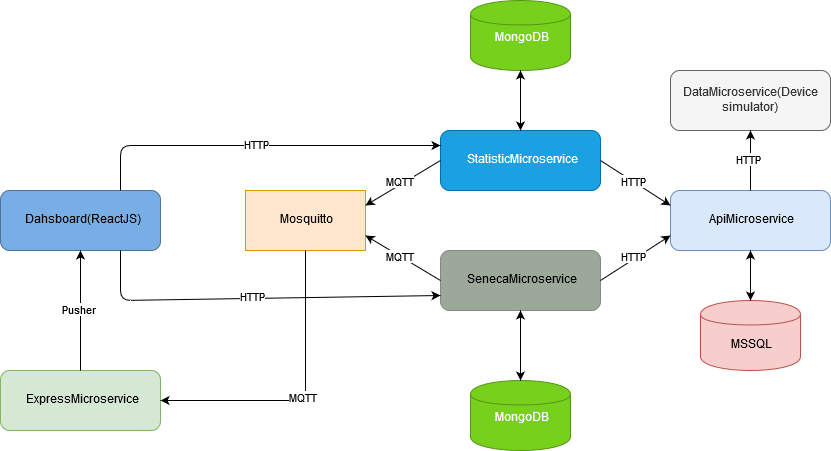 MongoDB
DataMicroservice(Device
simulator)
HTTP
StatisticMicroservice
HTTP
MQTT
HTTP
Dahsboard(ReactJS)
Mosquitto
ApiMicroservice
MQTT
HTTP
SenecaMicroservice
HTTP
Pusher
MSSQL
ExpressMicroservice
MQTT
MongoDB